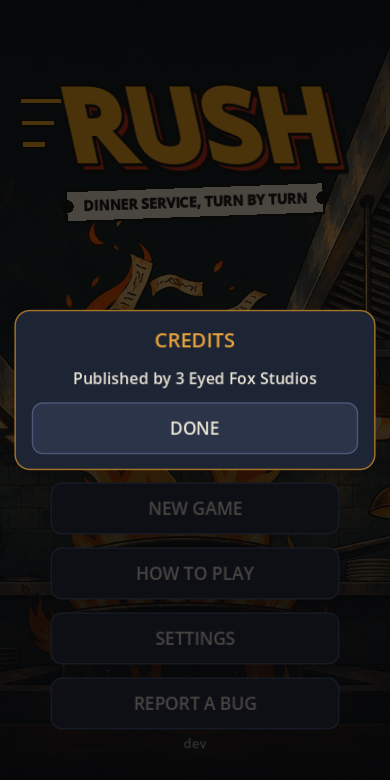 RUSH
DINNER SERVICE, TURN BY TURN
CREDITS
Published by 3 Eyed Fox Studios
DONE
NEW GAME
HOW TO PLAY
SETTINGS
REPORT A BUG
dev